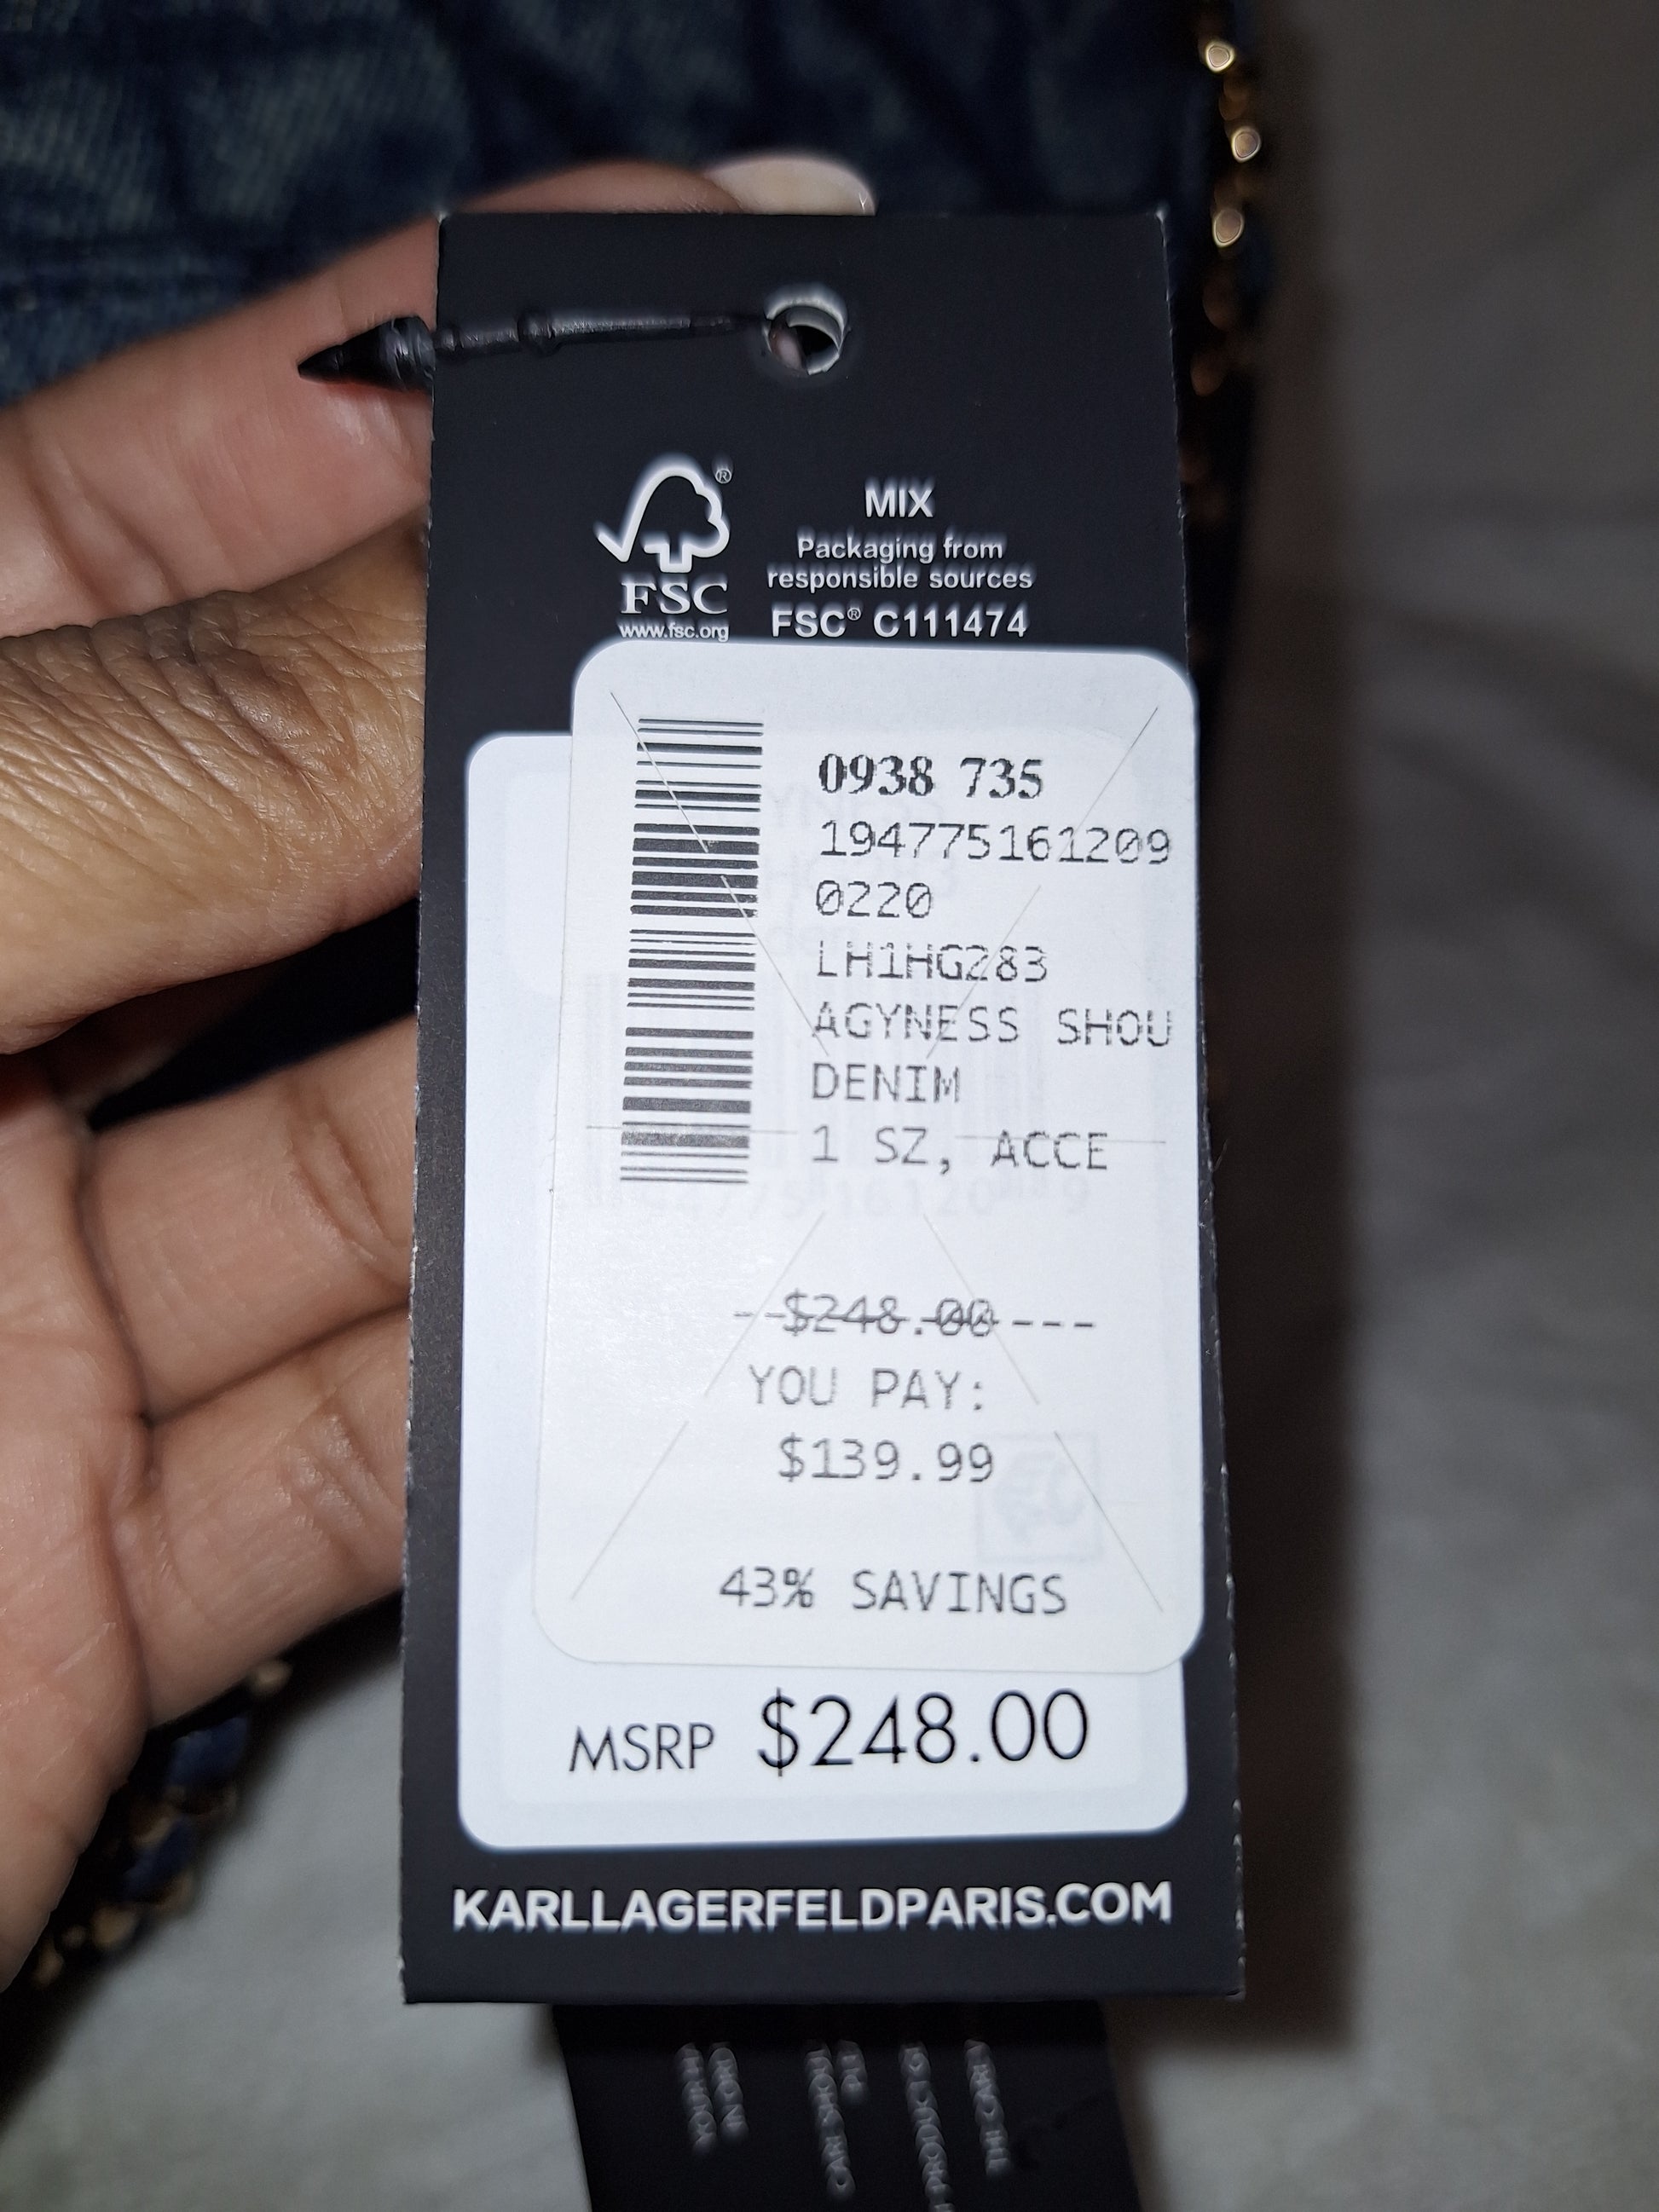 ®
FSC
www.fsc.org
MIX
Packaging from
responsible sources
FSC® C111474
0938 735
194775161209
0220
LH1HG283
AGYNESS SHOU
DENIM
1 SZ, ACCE
--$248.00---
YOU PAY:
$139.99
43% SAVINGS
MSRP $248.00
KARLLAGERFELDPARIS.COM